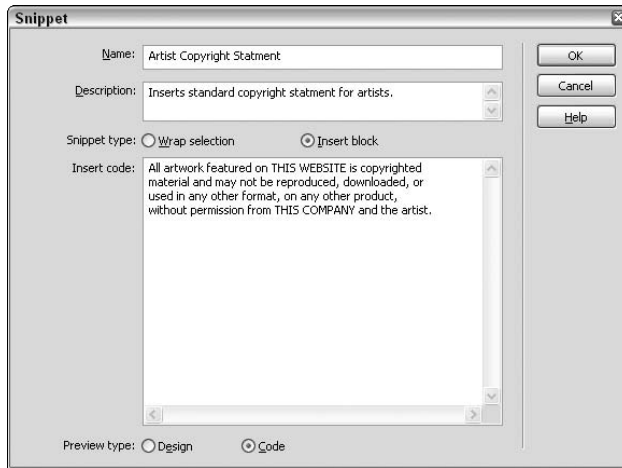 Snippet
Name: Artist Copyright Statment
OK
Description: Inserts standard copyright statment for artists.
Cancel
Help
Snippet type: Wrap selection Insert block
Insert code: All artwork featured on THIS WEBSITE is copyrighted
material and may not be reproduced, downloaded, or
used in any other format, on any other product,
without permission from THIS COMPANY and the artist.
Preview type: Design Code